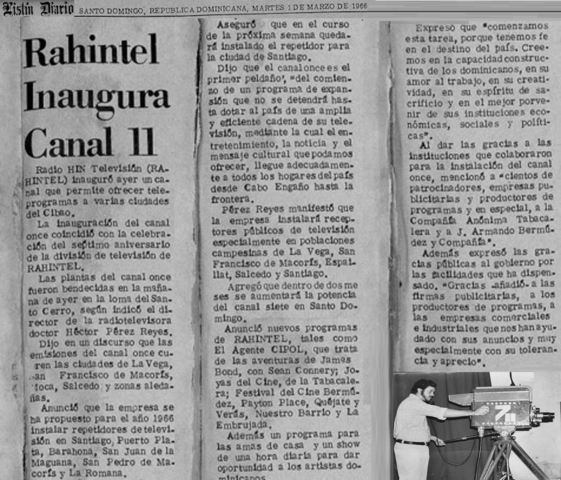 Listín Diario SANTO DOMINGO, REPUBLICA DOMINICANA, MARTES 1 DE MARZO DE 1966
Rahintel
Inaugura
Canal 11
Radio HIN Televisión (RA-
HINTEL) inauguró ayer un ca-
nal que permite ofrecer tele-
programas a varias ciudades
del Cibao.
La inauguración del canal
once coincidió con la celebra-
ción del séptimo aniversario
de la división de televisión de
RAHINTEL.
Las plantas del canal once
fueron bendecidas en la maña-
na de ayer en la loma del San-
to Cerro, según indicó el di-
rector de la radiotelevisora
doctor Héctor Pérez Reyes.
Dijo en un discurso que las
emisiones del canal once cu-
ren las ciudades de La Vega,
an Francisco de Macorís,
oca, Salcedo y zonas aleda-
ñas.
Anunció que la empresa se
ha propuesto para el año 1966
instalar repetidores de televi-
sión en Santiago, Puerto Pla-
ta, Barahona, San Juan de la
Maguana, San Pedro de Ma-
corís y La Romana.
Aseguró que en el curso
de la próxima semana queda-
rá instalado el repetidor para
la ciudad de Santiago.
Dijo que el canal once es el
primer peldaño", "del comien-
zo de un programa de expan-
sión que no se detendrá has-
ta dotar al país de una amplia
y eficiente cadena de su tele-
visión, mediante la cual el en-
tretenimiento, la noticia y el
mensaje cultural que podamos
ofrecer, llegue adecuadamen-
te a todos los hogares del país
desde Cabo Engaño hasta la
frontera.
Pérez Reyes manifestó que
la empresa instalará recep-
tores públicos de televisión
especialmente en poblaciones
campesinas de La Vega, San
Francisco de Macorís, Espai-
llat, Salcedo y Santiago.
Agregó que dentro de dos me
ses se aumentará la potencia
del canal siete en Santo Do-
mingo.
Anunció nuevos programas
de RAHINTEL, tales como
El Agente CIPOL, que trata
de las aventuras de James
Bond, con Sean Connery; Jo-
yas del Cine, de la Tabacale-
ra; Festival del Cine Bermú-
dez, Payton Place, Quéjate y
Verás, Nuestro Barrio y La
Embrujada.
Además un programa para
las amas de casa y un show
de una hora diaria para dar
oportunidad a los artistas do-
minicanos.
Expresó que "comenzamos
esta tarea, por que tenemos fe
en el destino del país. Cree-
mos en la capacidad construc-
tiva de los dominicanos, en su
amor al trabajo, en su creati-
vidad, en su espíritu de sa-
crificio y en el mejor porve-
nir de sus instituciones eco-
nómicas, sociales y políti-
cas".
Al dar las gracias a las
instituciones que colaboraron
para la instalación del canal
once, mencionó a "cientos de
patrocinadores, empresas pu-
blicitarias y productores de
programas y en especial, a la
Compañía Anónima Tabaca-
lera y a J. Armando Bermú-
dez y Compañía".
Además expresó las gra-
cias públicas al gobierno por
las facilidades que ha dispen-
sado. "Gracias -añadió- a las
firmas publicitarias, a los
productores de programa, a
las empresas comerciales
e industriales que nos han ayu-
dado con sus anuncios y muy
especialmente con su toleran-
cia y aprecio".
7